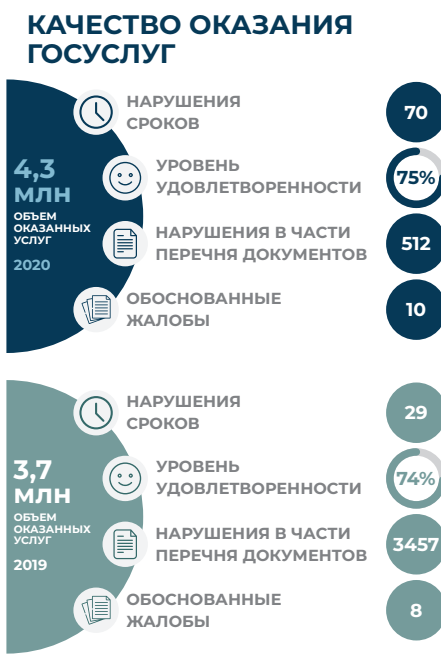 КАЧЕСТВО ОКАЗАНИЯ
ГОСУСЛУГ
4,3
МЛН
ОБЪЕМ
ОКАЗАННЫХ
УСЛУГ
2020
НАРУШЕНИЯ
СРОКОВ
70
УРОВЕНЬ
УДОВЛЕТВОРЕННОСТИ
75%
НАРУШЕНИЯ В ЧАСТИ
ПЕРЕЧНЯ ДОКУМЕНТОВ
512
ОБОСНОВАННЫЕ
ЖАЛОБЫ
10
3,7
МЛН
ОБЪЕМ
ОКАЗАННЫХ
УСЛУГ
2019
НАРУШЕНИЯ
СРОКОВ
29
УРОВЕНЬ
УДОВЛЕТВОРЕННОСТИ
74%
НАРУШЕНИЯ В ЧАСТИ
ПЕРЕЧНЯ ДОКУМЕНТОВ
3457
ОБОСНОВАННЫЕ
ЖАЛОБЫ
8